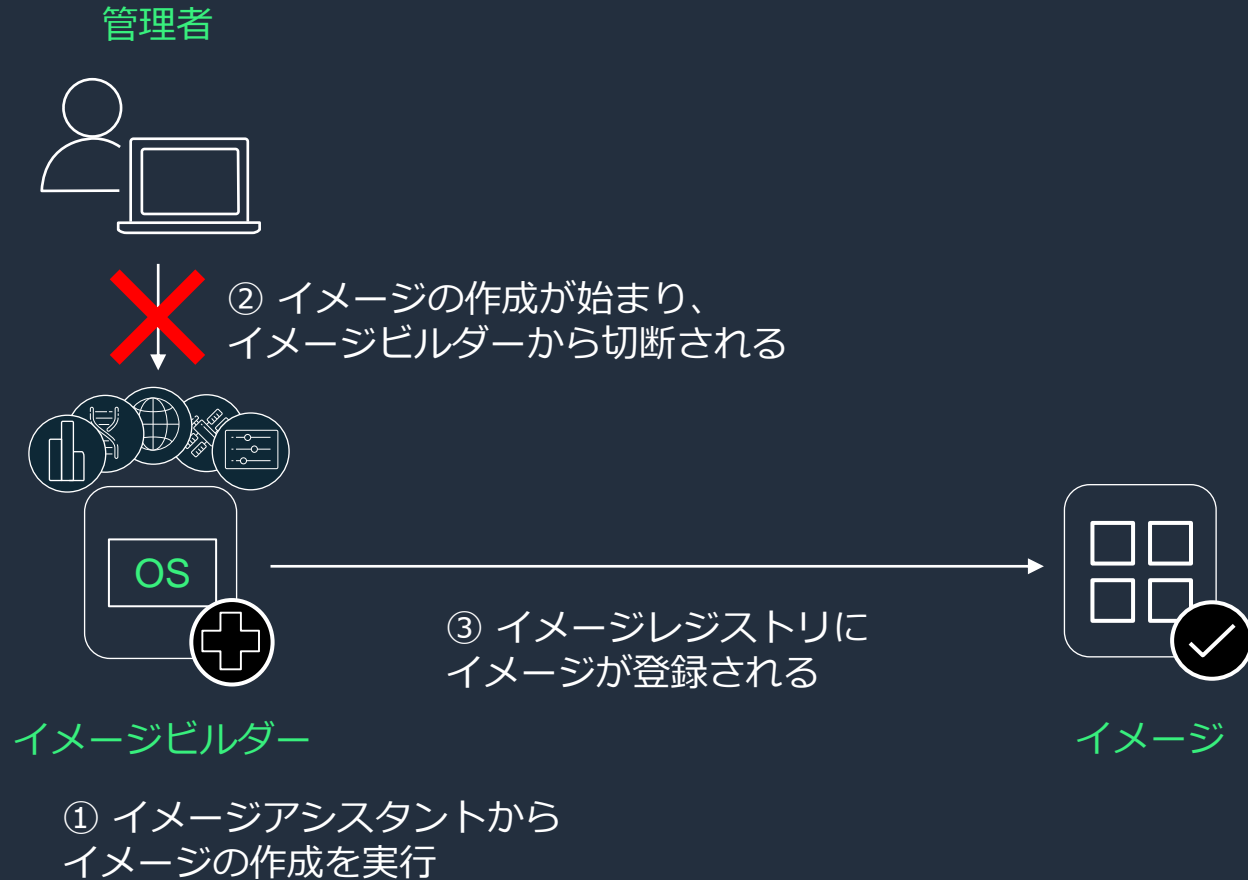 管理者
② イメージの作成が始まり、
イメージビルダーから切断される
OS
③ イメージレジストリに
イメージが登録される
イメージビルダー
イメージ
① イメージアシスタントから
イメージの作成を実行